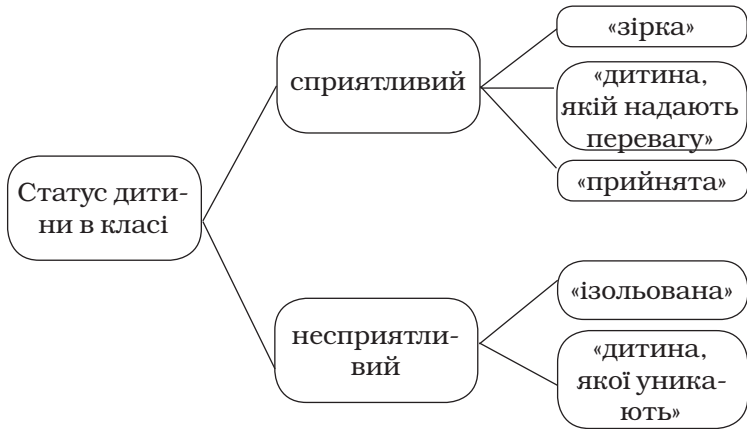 Статус дити-
ни в класі
сприятливий
«зірка»
«дитина,
якій надають
перевагу»
«прийнята»
несприятли-
вий
«ізольована»
«дитина,
якої уника-
ють»